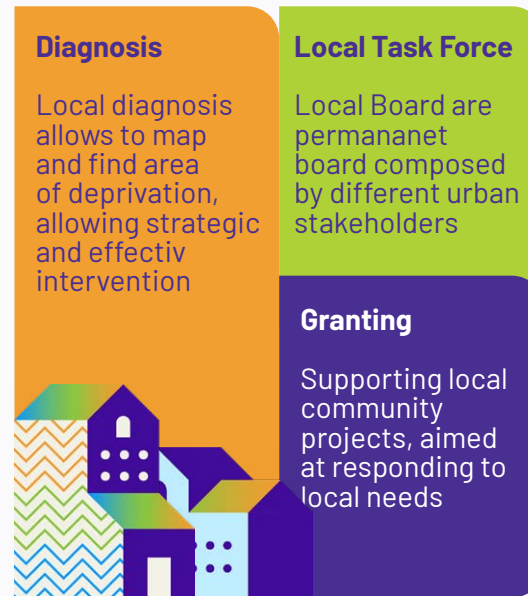 Diagnosis
Local diagnosis
allows to map
and find area
of deprivation,
allowing strategic
and effectiv
intervention
Local Task Force
Local Board are
permananet
board composed
by different urban
stakeholders
Granting
Supporting local
community
projects, aimed
at responding to
local needs